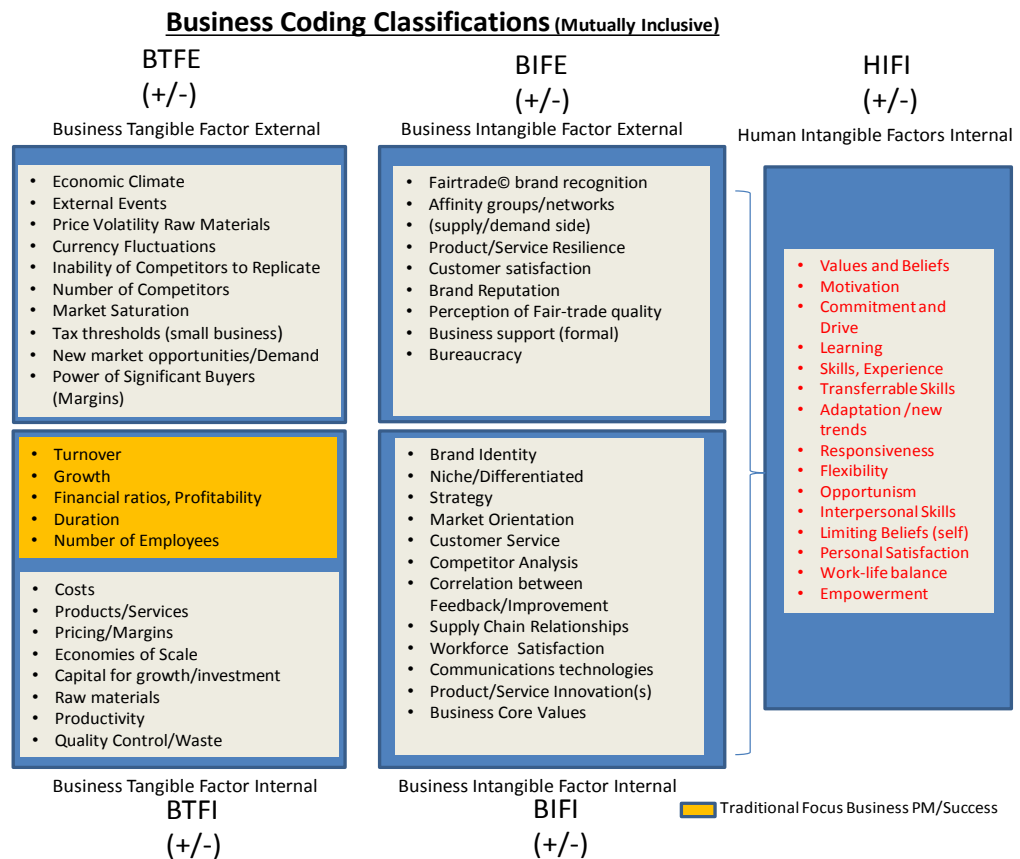 Business Coding Classifications (Mutually Inclusive)
BTFE
(+/-)
Business Tangible Factor External
• Economic Climate
• External Events
• Price Volatility Raw Materials
• Currency Fluctuations
• Inability of Competitors to Replicate
• Number of Competitors
• Market Saturation
• Tax thresholds (small business)
• New market opportunities/Demand
• Power of Significant Buyers
(Margins)
• Turnover
• Growth
• Financial ratios, Profitability
• Duration
• Number of Employees
• Costs
• Products/Services
• Pricing/Margins
• Economies of Scale
• Capital for growth/investment
• Raw materials
• Productivity
• Quality Control/Waste
Business Tangible Factor Internal
BTFI
(+/-)
BIFE
(+/-)
Business Intangible Factor External
• Fairtrade© brand recognition
• Affinity groups/networks
• (supply/demand side)
• Product/Service Resilience
• Customer satisfaction
• Brand Reputation
• Perception of Fair-trade quality
• Business support (formal)
• Bureaucracy
• Brand Identity
• Niche/Differentiated
• Strategy
• Market Orientation
• Customer Service
• Competitor Analysis
• Correlation between
Feedback/Improvement
• Supply Chain Relationships
• Workforce Satisfaction
• Communications technologies
• Product/Service Innovation(s)
• Business Core Values
Business Intangible Factor Internal
BIFI
(+/-)
HIFI
(+/-)
Human Intangible Factors Internal
• Values and Beliefs
• Motivation
• Commitment and
Drive
• Learning
• Skills, Experience
• Transferrable Skills
• Adaptation /new
trends
• Responsiveness
• Flexibility
• Opportunism
• Interpersonal Skills
• Limiting Beliefs (self)
• Personal Satisfaction
• Work-life balance
• Empowerment
Traditional Focus Business PM/Success